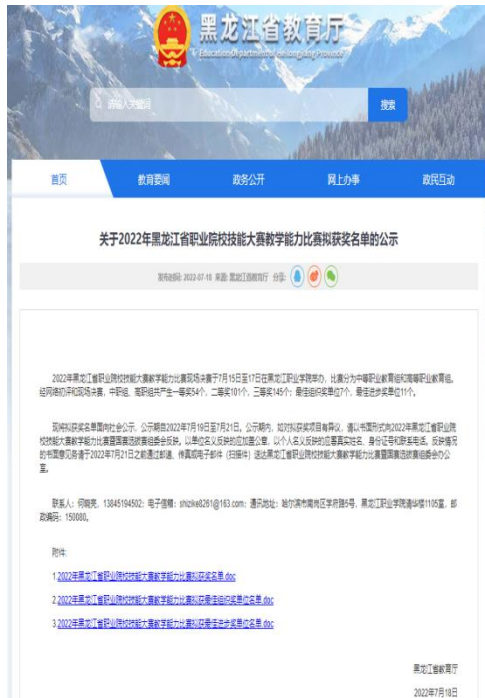 黑龙江省教育厅
Education Department of Heilongjiang Province
请输入关键词
搜索
首页 教育要闻 政务公开 网上办事 政民互动
关于2022年黑龙江省职业院校技能大赛教学能力比赛拟获奖名单的公示
发布时间: 2022-07-18 来源: 黑龙江省教育厅 分享:
2022年黑龙江省职业院校技能大赛教学能力比赛现场决赛于7月15日至17日在黑龙江职业学院举办，比赛分为中等职业教育组和高等职业教育组。
经网络初评和现场决赛，中职组、高职组共产生一等奖54个、二等奖101个、三等奖145个；最佳组织奖单位7个、最佳进步奖单位11个。
现将拟获奖名单面向社会公示，公示期自2022年7月19日至7月21日。公示期内，如对拟获奖项目有异议，请以书面形式向2022年黑龙江省职业院
校技能大赛教学能力比赛暨国赛选拔赛组委会反映。以单位名义反映的应加盖公章，以个人名义反映的应署真实姓名、身份证号和联系电话。反映情况
的书面意见务请于2022年7月21日之前通过邮递、传真或电子邮件（扫描件）送达黑龙江省职业院校技能大赛教学能力比赛暨国赛选拔赛组委会办公
室。
联系人：何晓亮，13845194502；电子信箱：shizike8261@163.com；通讯地址：哈尔滨市南岗区学府路5号，黑龙江职业学院清华楼1105室，邮
政编码：150080。
附件:
1.2022年黑龙江省职业院校技能大赛教学能力比赛拟获奖名单.doc
2.2022年黑龙江省职业院校技能大赛教学能力比赛拟获最佳组织奖单位名单.doc
3.2022年黑龙江省职业院校技能大赛教学能力比赛拟获最佳进步奖单位名单.doc
黑龙江省教育厅
2022年7月18日